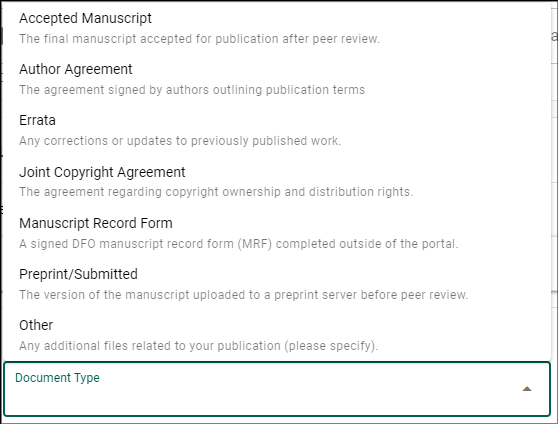 Accepted Manuscript
The final manuscript accepted for publication after peer review.
Author Agreement
The agreement signed by authors outlining publication terms
Errata
Any corrections or updates to previously published work.
Joint Copyright Agreement
The agreement regarding copyright ownership and distribution rights.
Manuscript Record Form
A signed DFO manuscript record form (MRF) completed outside of the portal.
Preprint/Submitted
The version of the manuscript uploaded to a preprint server before peer review.
Other
Any additional files related to your publication (please specify).
Document Type